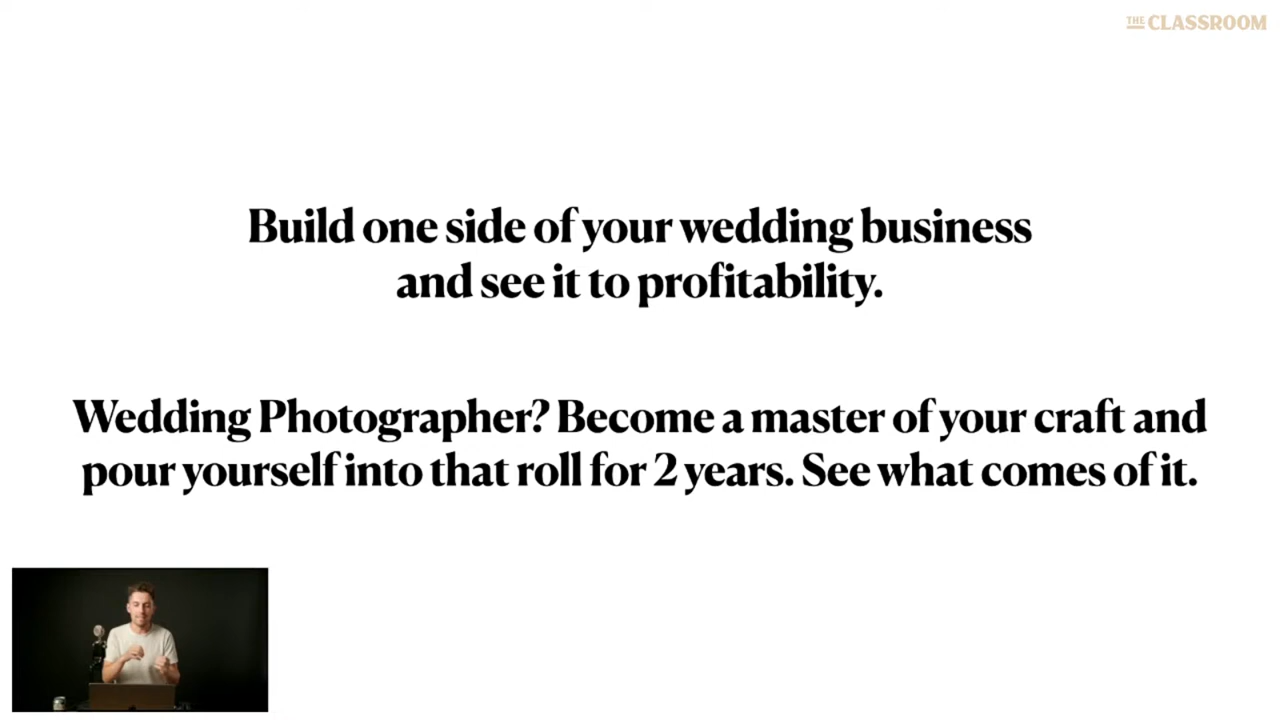 THE CLASSROOM
Build one side of your wedding business
and see it to profitability.
Wedding Photographer? Become a master of your craft and
pour yourself into that roll for 2 years. See what comes of it.